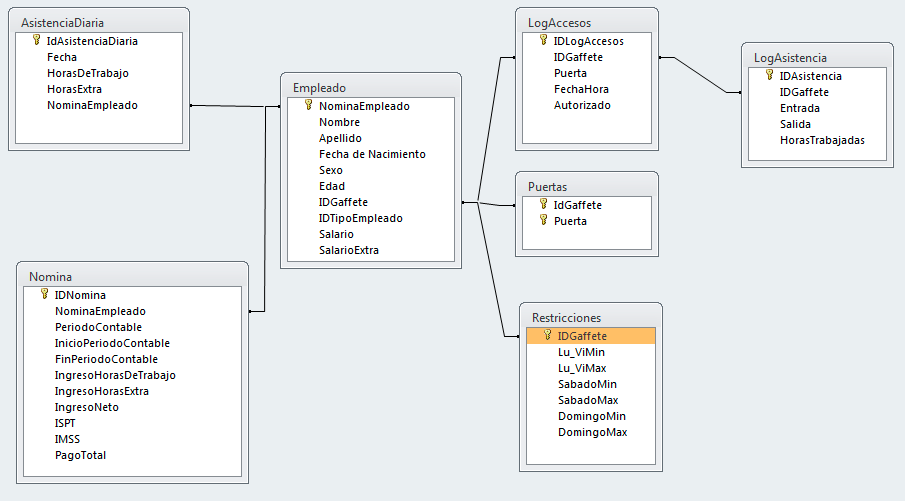 AsistenciaDiaria
IdAsistenciaDiaria
Fecha
HorasDeTrabajo
HorasExtra
NominaEmpleado
Empleado
NominaEmpleado
Nombre
Apellido
Fecha de Nacimiento
Sexo
Edad
IDGaffete
IDTipoEmpleado
Salario
SalarioExtra
LogAccesos
IDLogAccesos
IDGaffete
Puerta
FechaHora
Autorizado
LogAsistencia
IDAsistencia
IDGaffete
Entrada
Salida
HorasTrabajadas
Puertas
IdGaffete
Puerta
Nomina
IDNomina
NominaEmpleado
PeriodoContable
InicioPeriodoContable
FinPeriodoContable
IngresoHorasDeTrabajo
IngresoHorasExtra
IngresoNeto
ISPT
IMSS
PagoTotal
Restricciones
IDGaffete
Lu_ViMin
Lu_ViMax
SabadoMin
SabadoMax
DomingoMin
DomingoMax